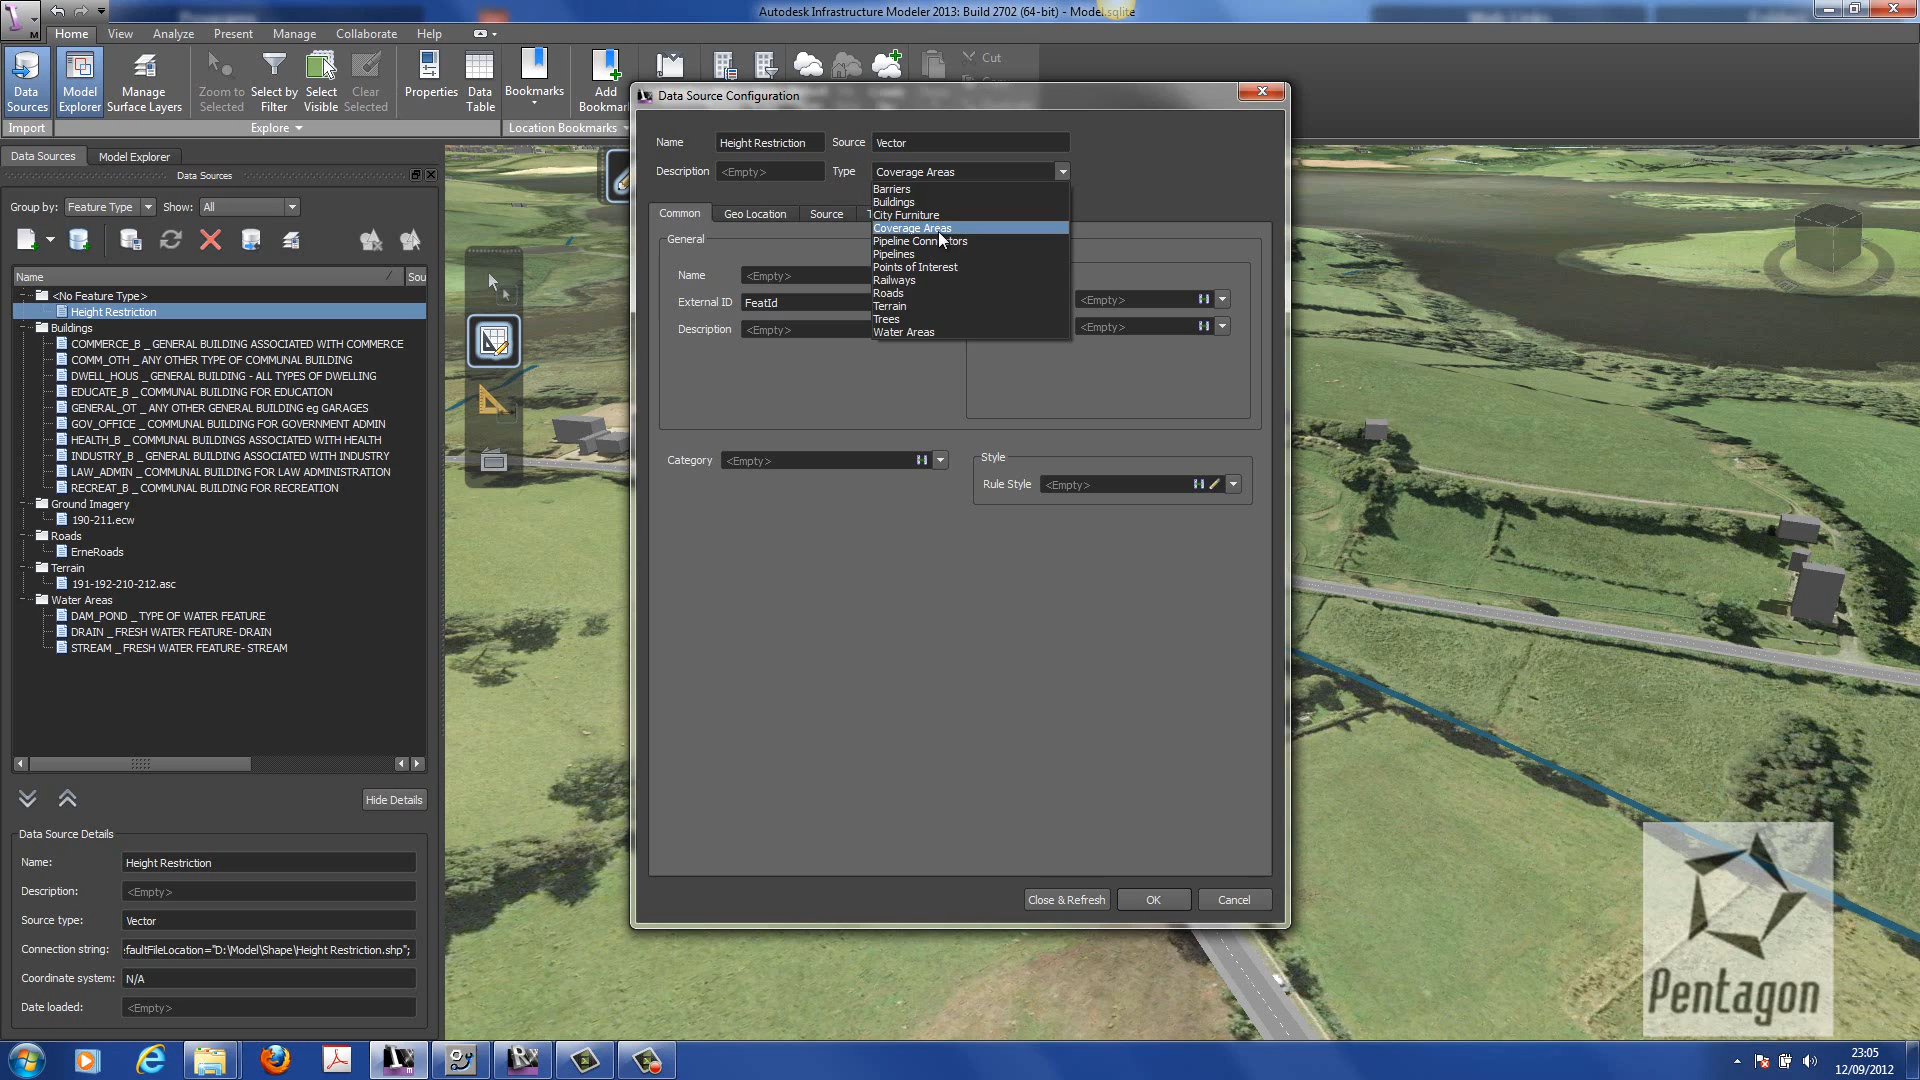 Autodesk Infrastructure Modeler 2013: Build 2702 (64-bit) - Model.sqlite
Home View Analyze Present Manage Collaborate Help
Data Sources
Model Explorer
Manage Surface Layers
Zoom to Selected
Select by Filter
Select Visible
Clear Selected
Properties
Data Table
Bookmarks
Add Bookmar
Cut
Import
Explore
Location Bookmarks
Data Sources
Model Explorer
Data Sources
Group by: Feature Type Show: All
Name
Sou
<No Feature Type>
Height Restriction
Buildings
COMMERCE_B _ GENERAL BUILDING ASSOCIATED WITH COMMERCE
COMM_OTH _ ANY OTHER TYPE OF COMMUNAL BUILDING
DWELL_HOUS _ GENERAL BUILDING - ALL TYPES OF DWELLING
EDUCATE_B _ COMMUNAL BUILDING FOR EDUCATION
GENERAL_OT _ ANY OTHER GENERAL BUILDING eg GARAGES
GOV_OFFICE _ COMMUNAL BUILDING FOR GOVERNMENT ADMIN
HEALTH_B _ COMMUNAL BUILDINGS ASSOCIATED WITH HEALTH
INDUSTRY_B _ GENERAL BUILDING ASSOCIATED WITH INDUSTRY
LAW_ADMIN _ COMMUNAL BUILDING FOR LAW ADMINISTRATION
RECREAT_B _ COMMUNAL BUILDING FOR RECREATION
Ground Imagery
190-211.ecw
Roads
ErneRoads
Terrain
191-192-210-212.asc
Water Areas
DAM_POND _ TYPE OF WATER FEATURE
DRAIN _ FRESH WATER FEATURE- DRAIN
STREAM _ FRESH WATER FEATURE- STREAM
Hide Details
Data Source Details
Name: Height Restriction
Description: <Empty>
Source type: Vector
Connection string: faultFileLocation="D:\Model\Shape\Height Restriction.shp";
Coordinate system: N/A
Date loaded: <Empty>
Data Source Configuration
Name Height Restriction Source Vector
Description <Empty> Type Coverage Areas
Barriers
Buildings
City Furniture
Coverage Areas
Pipeline Connectors
Pipelines
Points of Interest
Railways
Roads
Terrain
Trees
Water Areas
Common Geo Location Source
General
Name <Empty>
External ID FeatId
Description <Empty>
<Empty>
<Empty>
Category <Empty>
Style
Rule Style <Empty>
Close & Refresh OK Cancel
Pentagon
23:05
12/09/2012